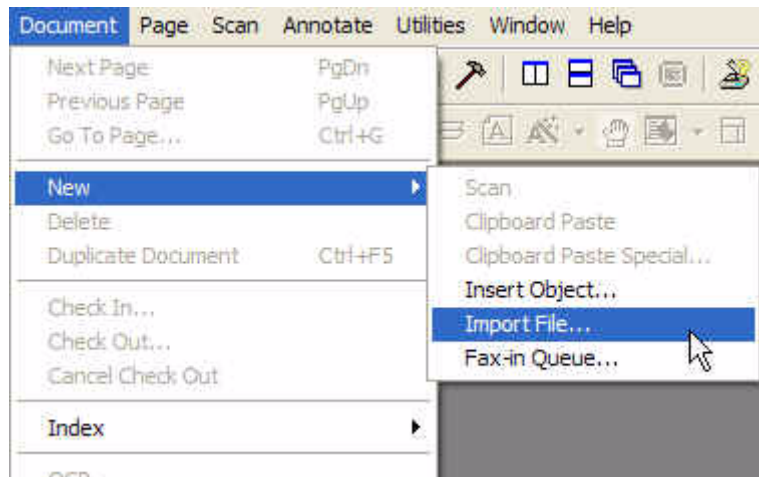 Document Page Scan Annotate Utilities Window Help
Next Page PgDn
Previous Page PgUp
Go To Page... Ctrl+G
New
Delete
Duplicate Document Ctrl+F5
Check In...
Check Out...
Cancel Check Out
Index
Scan
Clipboard Paste
Clipboard Paste Special...
Insert Object...
Import File...
Fax-in Queue...